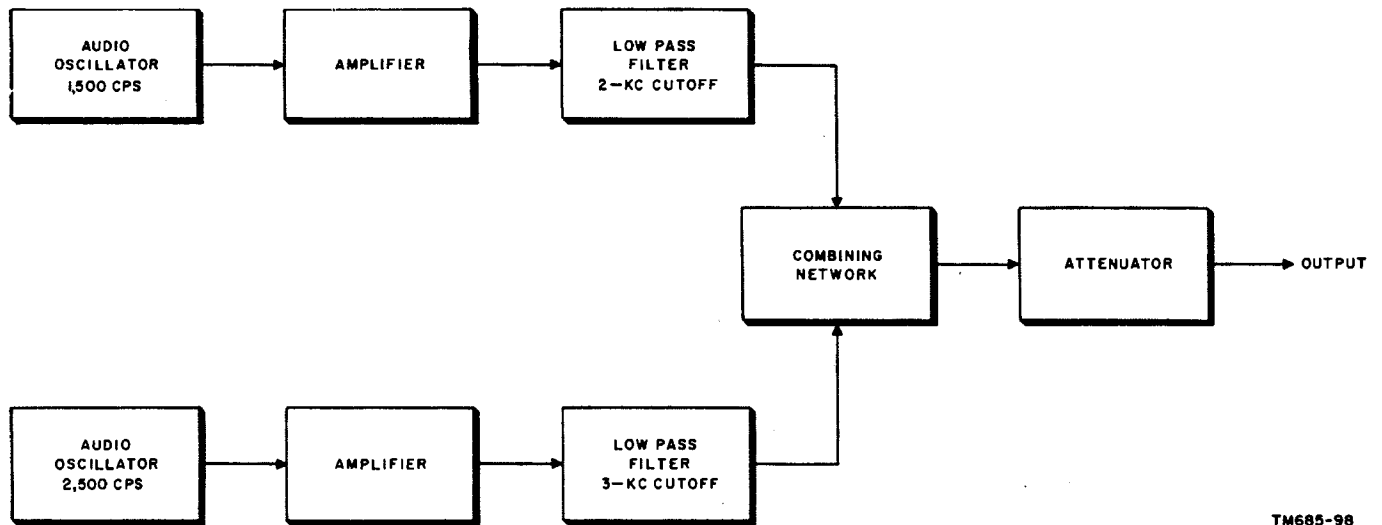 AUDIO
OSCILLATOR
1,500 CPS
AMPLIFIER
LOW PASS
FILTER
2-KC CUTOFF
COMBINING
NETWORK
ATTENUATOR
OUTPUT
AUDIO
OSCILLATOR
2,500 CPS
AMPLIFIER
LOW PASS
FILTER
3-KC CUTOFF
TM685-98